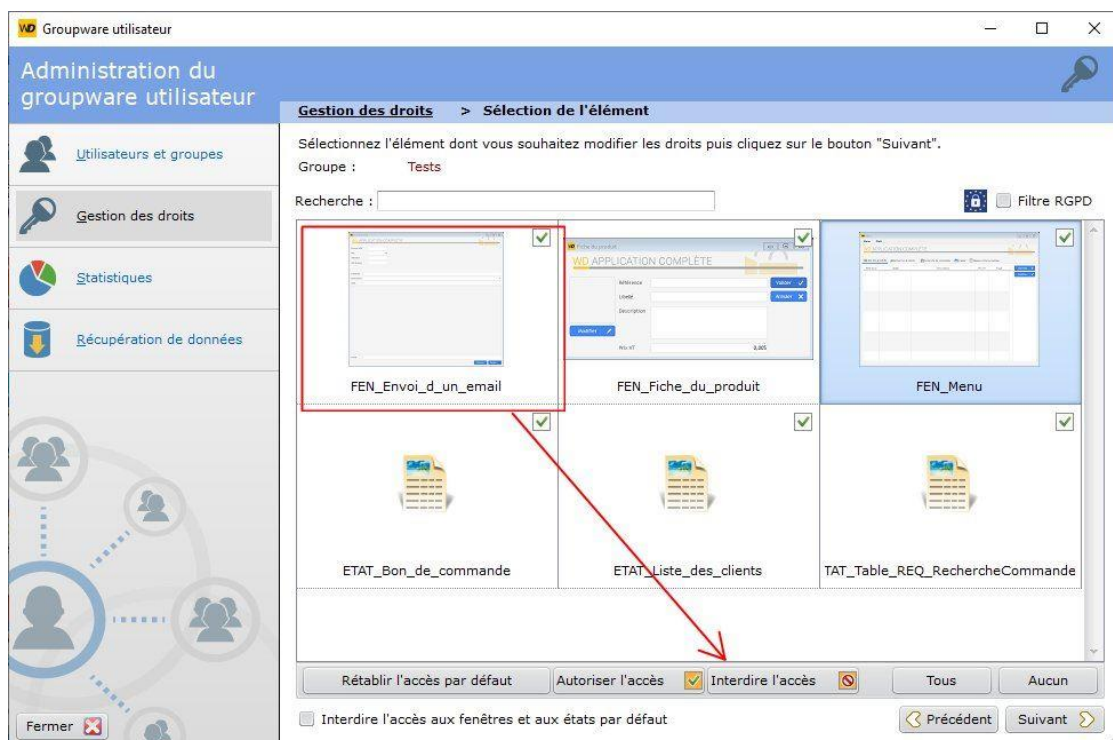 WD Groupware utilisateur
Administration du
groupware utilisateur
Gestion des droits > Sélection de l'élément
Utilisateurs et groupes
Gestion des droits
Statistiques
Récupération de données
Fermer
Sélectionnez l'élément dont vous souhaitez modifier les droits puis cliquez sur le bouton "Suivant".
Groupe : Tests
Recherche :
Filtre RGPD
WD Fiche du produit
WD APPLICATION COMPLÈTE
Référence
Valider
Libellé
Annuler
Description
Modifier
Prix HT
0,00€
FEN_Envoi_d_un_email
FEN_Fiche_du_produit
FEN_Menu
ETAT_Bon_de_commande
ETAT_Liste_des_clients
TAT_Table_REQ_RechercheCommande
Rétablir l'accès par défaut
Autoriser l'accès
Interdire l'accès
Tous
Aucun
Interdire l'accès aux fenêtres et aux états par défaut
Précédent
Suivant